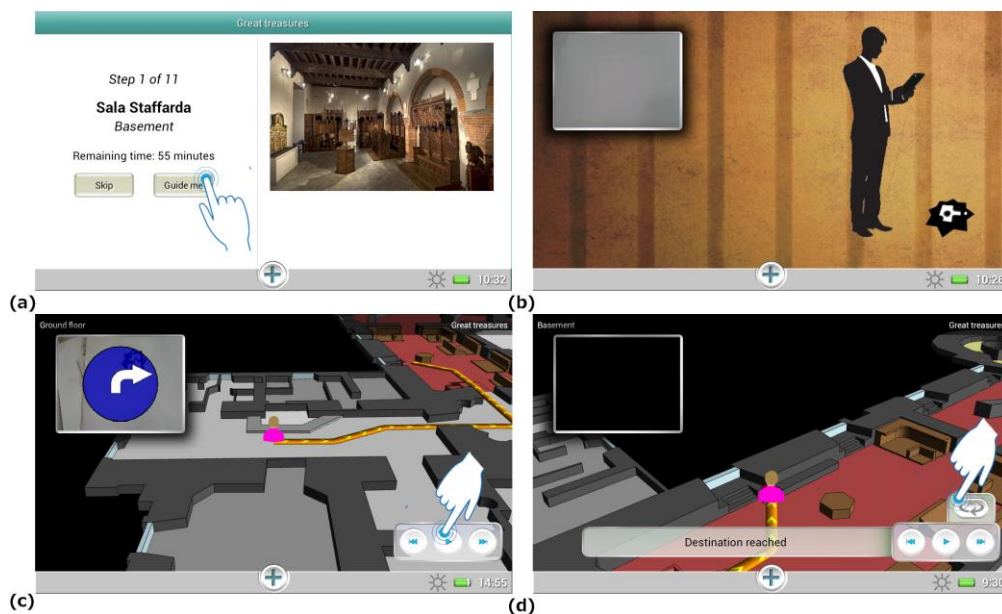 Great treasures
Step 1 of 11
Sala Staffarda
Basement
Remaining time: 55 minutes
Skip
Guide me
10:32
(a)
10:26
(b)
Ground floor
Great treasures
14:55
(c)
Basement
Great treasures
Destination reached
9:30
(d)